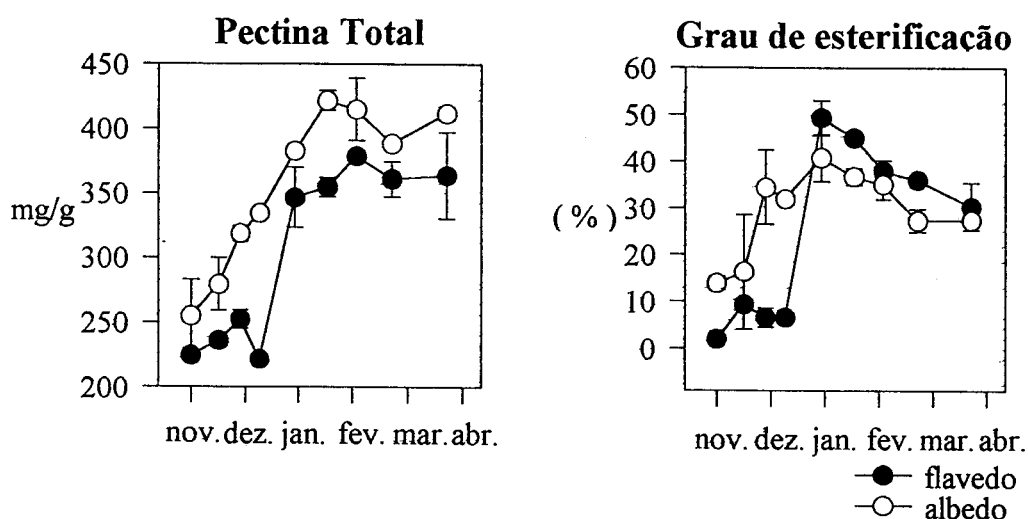 Pectina Total
450
400
350
mg/g
300
250
200
nov. dez. jan. fev. mar. abr.
Grau de esterificação
60
50
40
30
( % )
20
10
0
nov. dez. jan. fev. mar. abr.
flavedo
albedo